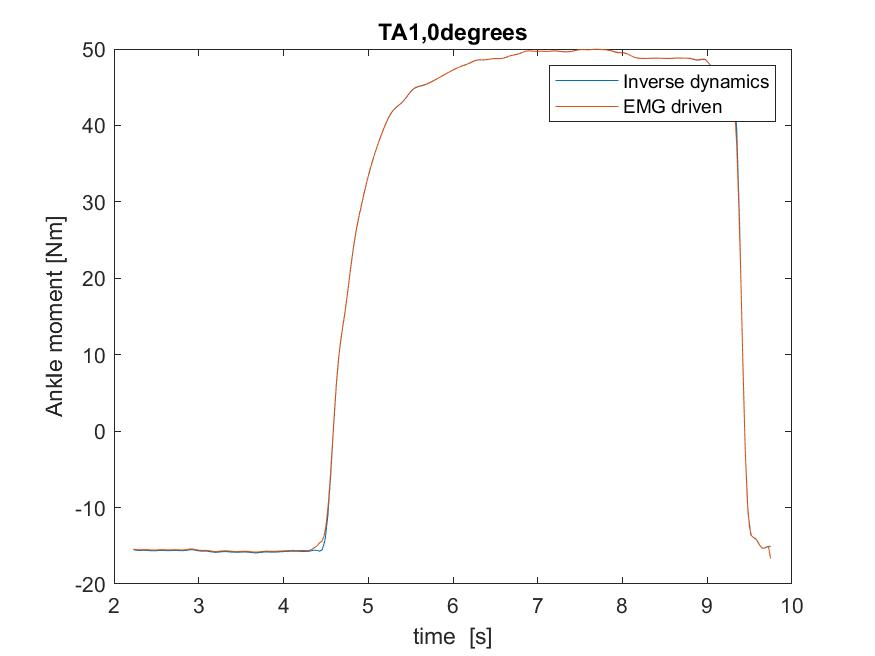 TA1,0degrees
50
40
30
20
10
0
-10
-20
Ankle moment [Nm]
Inverse dynamics
EMG driven
2 3 4 5 6 7 8 9 10
time [s]